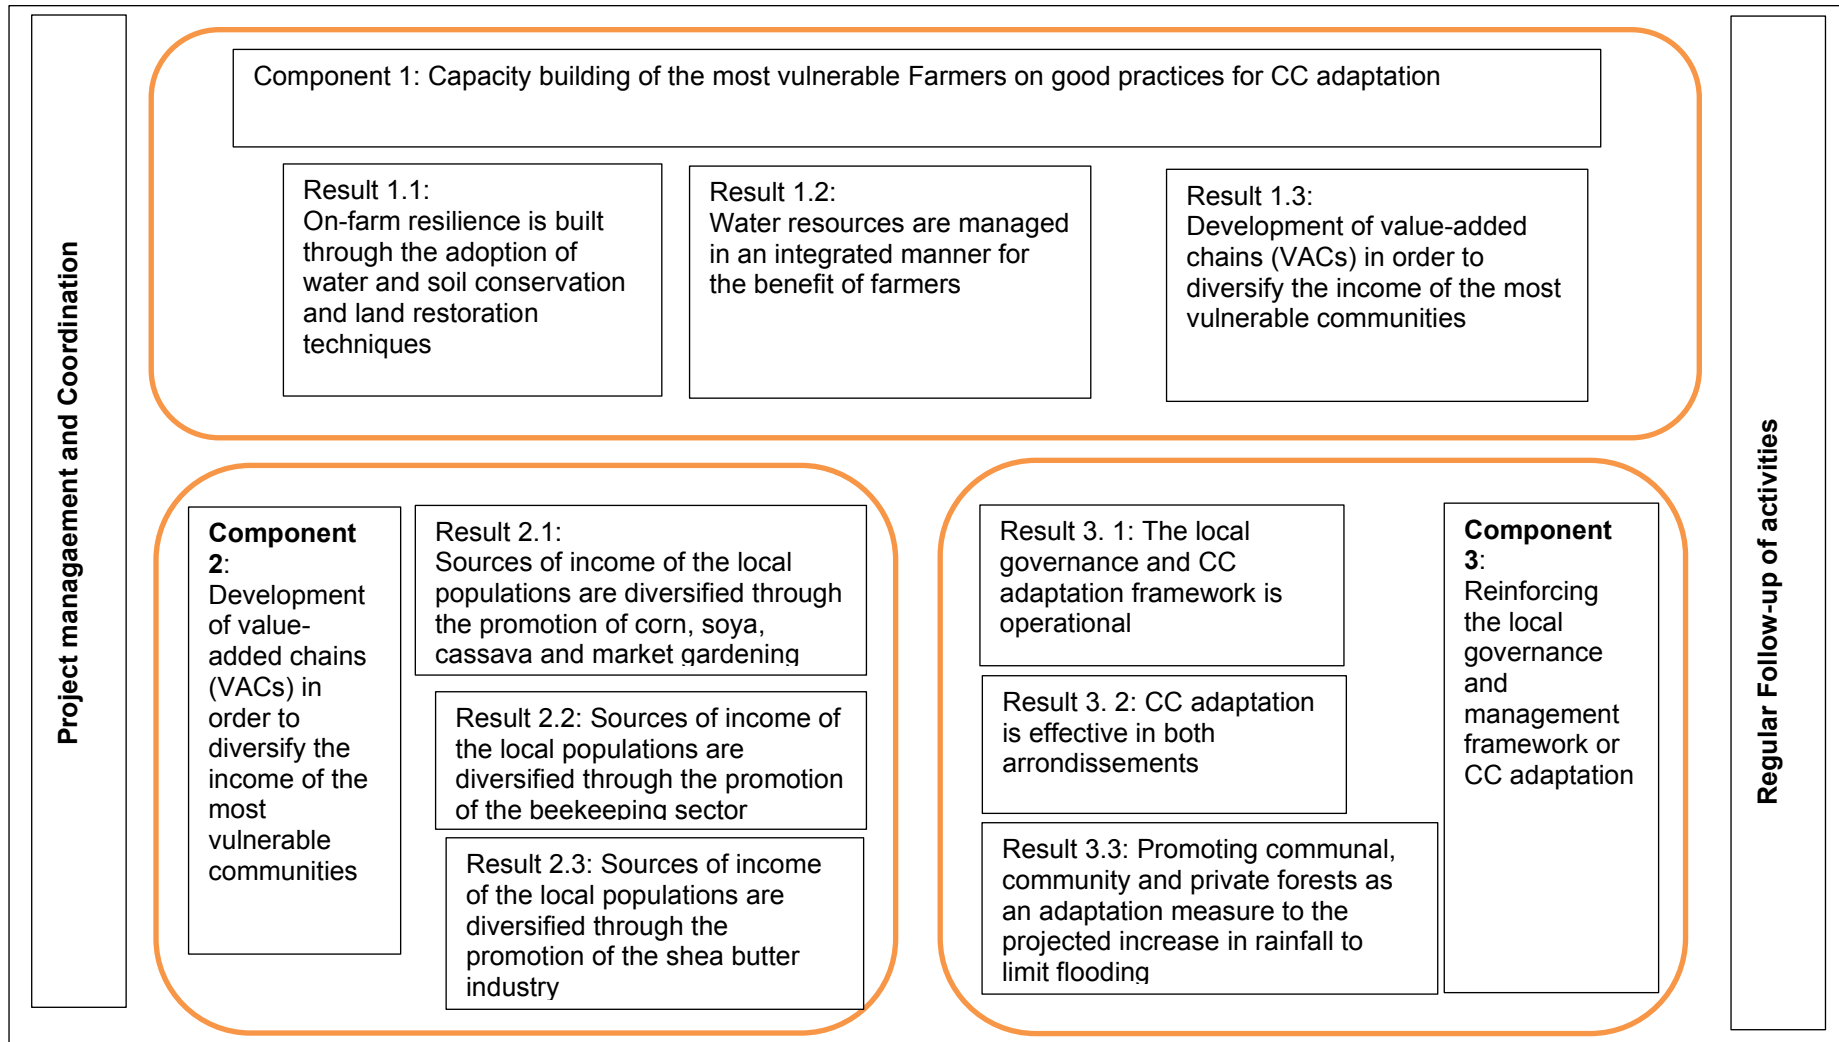 Project managaement and Coordination
Component 1: Capacity building of the most vulnerable Farmers on good practices for CC adaptation
Result 1.1:
On-farm resilience is built
through the adoption of
water and soil conservation
and land restoration
techniques
Result 1.2:
Water resources are managed
in an integrated manner for
the benefit of farmers
Result 1.3:
Development of value-added
chains (VACs) in order to
diversify the income of the most
vulnerable communities
Component
2:
Development
of value-
added chains
(VACs) in
order to
diversify the
income of the
most
vulnerable
communities
Result 2.1:
Sources of income of the local
populations are diversified through
the promotion of corn, soya,
cassava and market gardening
Result 2.2: Sources of income of
the local populations are
diversified through the promotion
of the beekeeping sector
Result 2.3: Sources of income
of the local populations are
diversified through the
promotion of the shea butter
industry
Result 3. 1: The local
governance and CC
adaptation framework is
operational
Result 3. 2: CC adaptation
is effective in both
arrondissements
Result 3.3: Promoting communal,
community and private forests as
an adaptation measure to the
projected increase in rainfall to
limit flooding
Component
3:
Reinforcing
the local
governance
and
management
framework or
CC adaptation
Regular Follow-up of activities